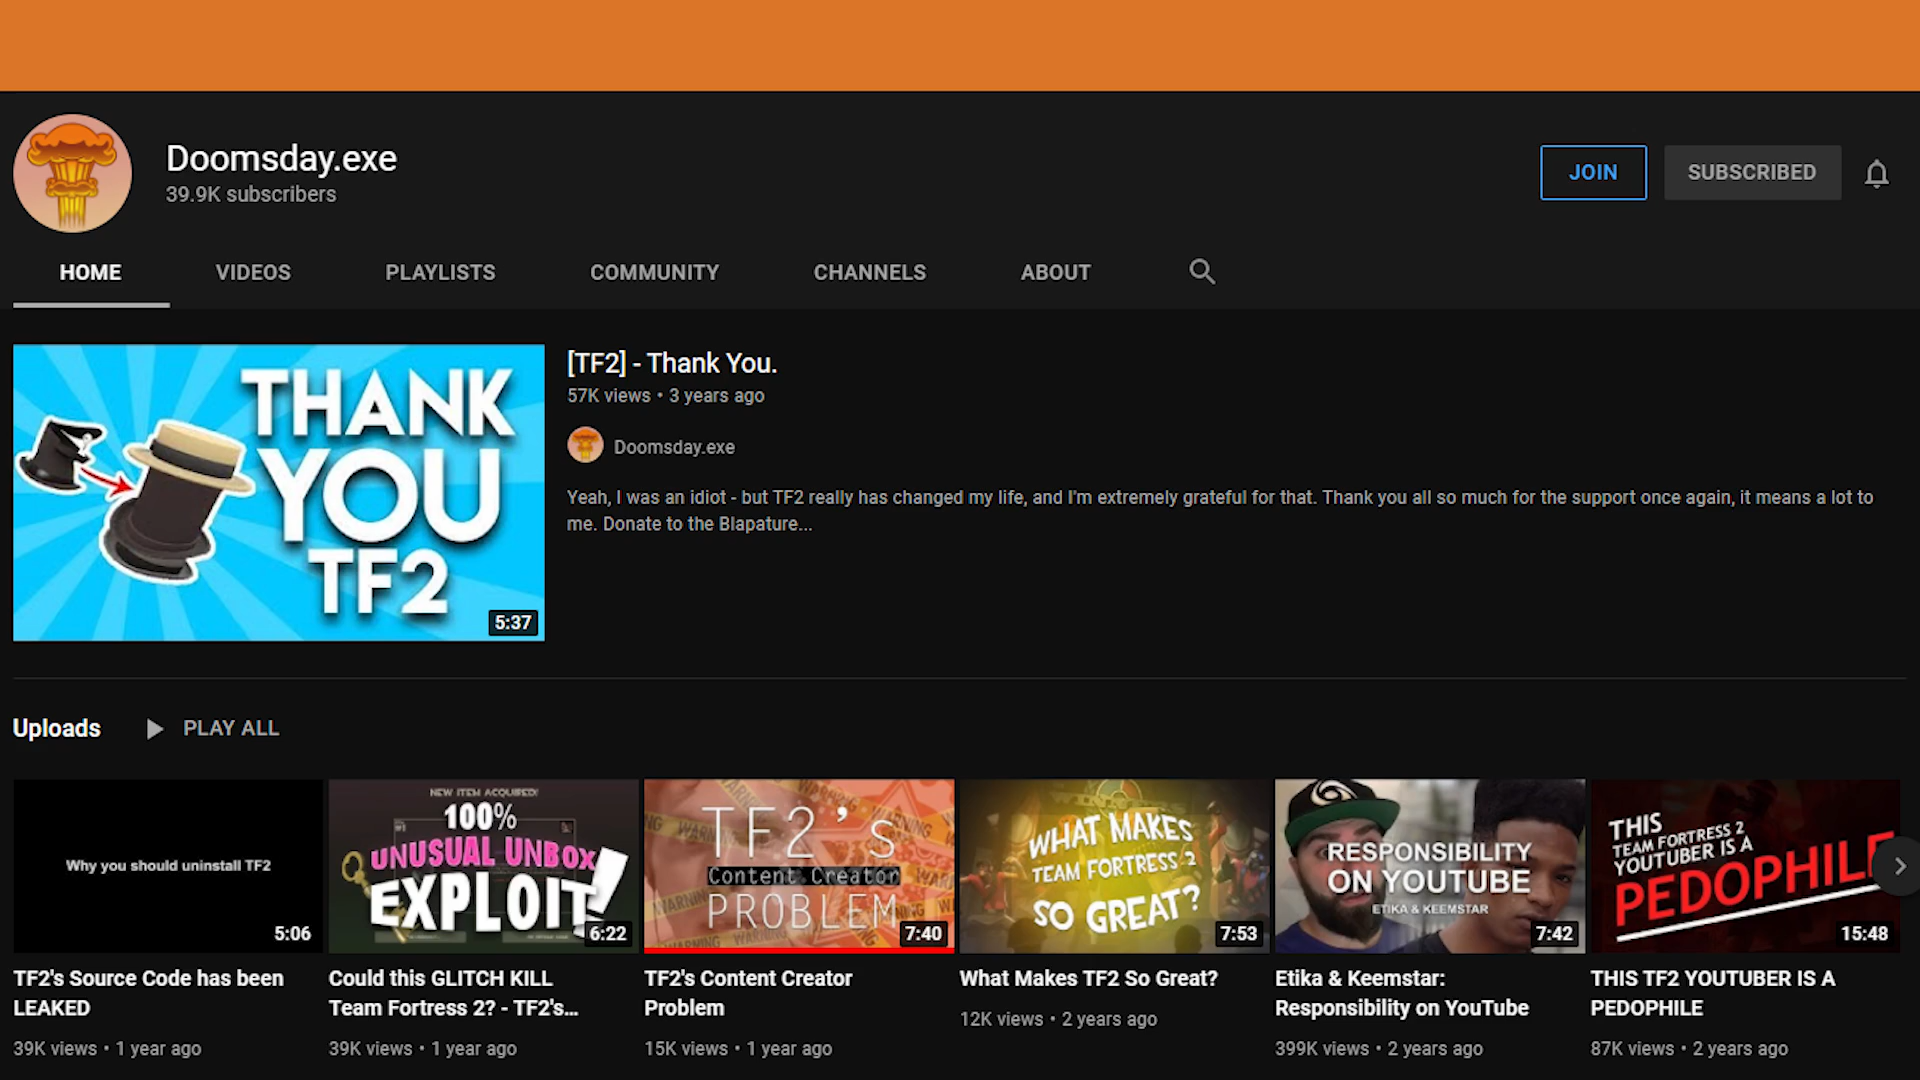 Doomsday.exe
39.9K subscribers
JOIN
SUBSCRIBED
HOME
VIDEOS
PLAYLISTS
COMMUNITY
CHANNELS
ABOUT
THANK
YOU
TF2
5:37
[TF2] - Thank You.
57K views • 3 years ago
Doomsday.exe
Yeah, I was an idiot - but TF2 really has changed my life, and I'm extremely grateful for that. Thank you all so much for the support once again, it means a lot to
me. Donate to the Blapature...
Uploads
PLAY ALL
Why you should uninstall TF2
5:06
TF2's Source Code has been
LEAKED
39K views • 1 year ago
NEW ITEM ACQUIRED!
100%
UNUSUAL UNBOX
EXPLOIT!
6:22
Could this GLITCH KILL
Team Fortress 2? - TF2's...
39K views • 1 year ago
WARNING
TF2's
Content Creator
PROBLEM
7:40
TF2's Content Creator
Problem
15K views • 1 year ago
WHAT MAKES
TEAM FORTRESS 2
SO GREAT?
7:53
What Makes TF2 So Great?
12K views • 2 years ago
RESPONSIBILITY
ON YOUTUBE
ETIKA & KEEMSTAR
7:42
Etika & Keemstar:
Responsibility on YouTube
399K views • 2 years ago
THIS
TEAM FORTRESS 2
YOUTUBER IS A
PEDOPHILE
15:48
THIS TF2 YOUTUBER IS A
PEDOPHILE
87K views • 2 years ago